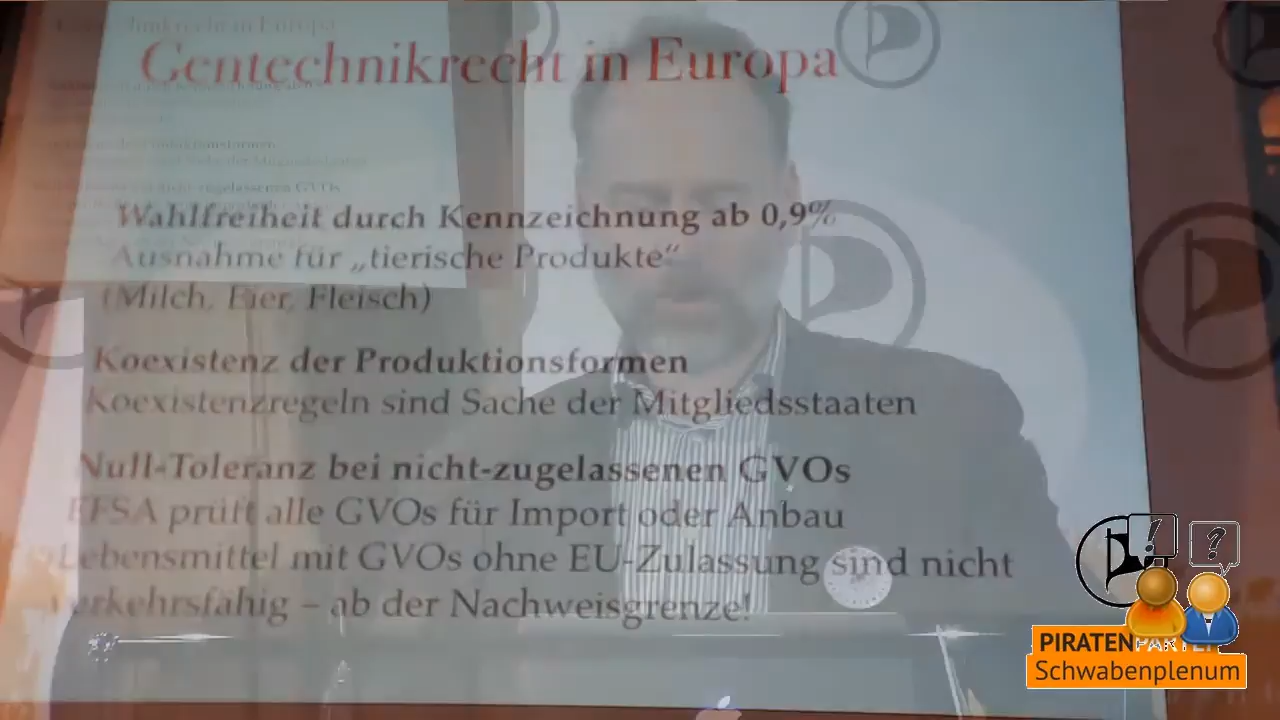 Gentechnikrecht in Europa
Wahlfreiheit durch Kennzeichnung ab 0,9%
Ausnahme für „tierische Produkte“
(Milch, Eier, Fleisch)
Koexistenz der Produktionsformen
Koexistenzregeln sind Sache der Mitgliedsstaaten
Null-Toleranz bei nicht-zugelassenen GVOs
EFSA prüft alle GVOs für Import oder Anbau
Lebensmittel mit GVOs ohne EU-Zulassung sind nicht
verkehrsfähig – ab der Nachweisgrenze!
! ?
PIRATENPARTEI
Schwabenplenum